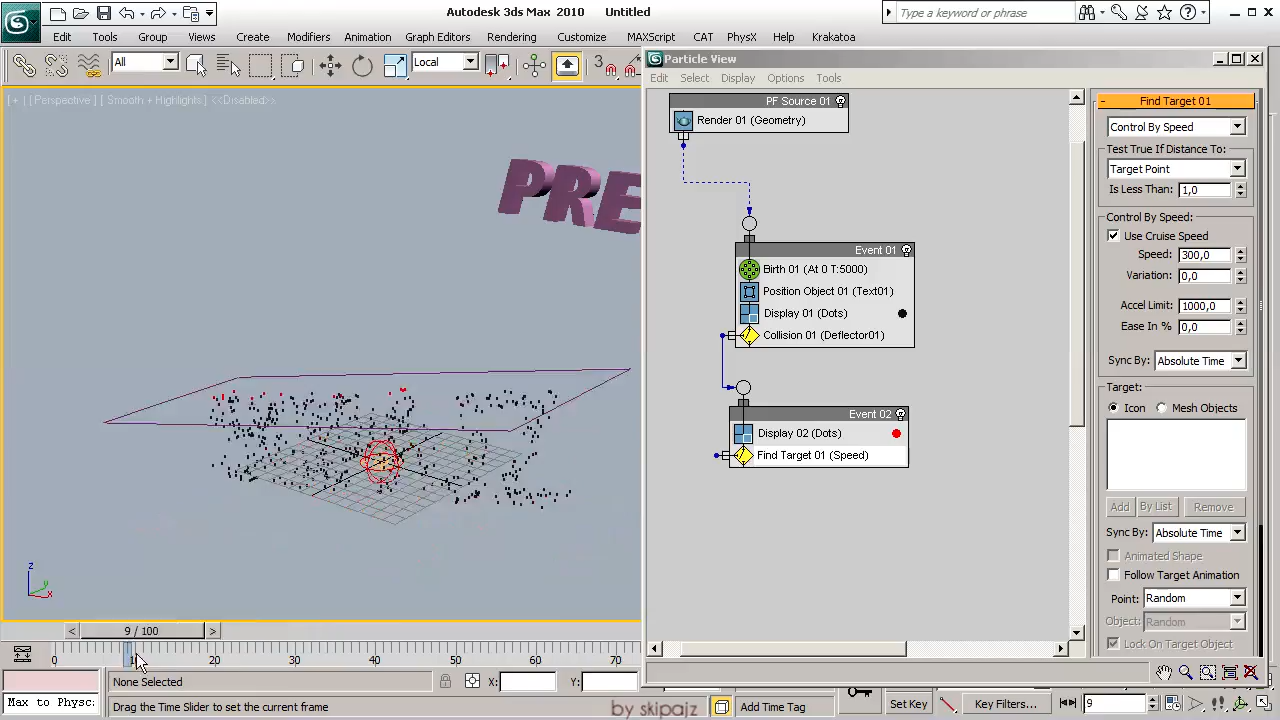 Autodesk 3ds Max 2010 Untitled
Type a keyword or phrase
Edit Tools Group Views Create Modifiers Animation Graph Editors Rendering Customize MAXScript CAT PhysX Help Krakatoa
All
Local
3
Particle View
Edit Select Display Options Tools
[ + ] [ Perspective ] [ Smooth + Highlights ] <<Disabled>>
PF Source 01
Render 01 (Geometry)
Event 01
Birth 01 (At 0 T:5000)
Position Object 01 (Text01)
Display 01 (Dots)
Collision 01 (Deflector01)
Event 02
Display 02 (Dots)
Find Target 01 (Speed)
Find Target 01
Control By Speed
Test True If Distance To:
Target Point
Is Less Than: 1,0
Control By Speed:
Use Cruise Speed
Speed: 300,0
Variation: 0,0
Accel Limit: 1000,0
Ease In % 0,0
Sync By: Absolute Time
Target:
Icon Mesh Objects
Add By List Remove
Sync By: Absolute Time
Animated Shape
Follow Target Animation
Point: Random
Object: Random
Lock On Target Object
PRE
z
y
x
< 9 / 100 >
0 10 20 30 40 50 60 70
None Selected
X: Y:
Max to Physc.
Drag the Time Slider to set the current frame
by skipajz
Add Time Tag
Set Key
Key Filters...
9